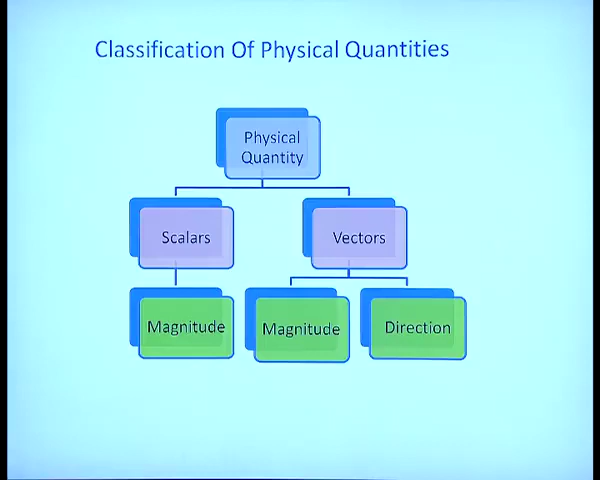 Classification Of Physical Quantities
Physical
Quantity
Scalars
Vectors
Magnitude
Magnitude
Direction